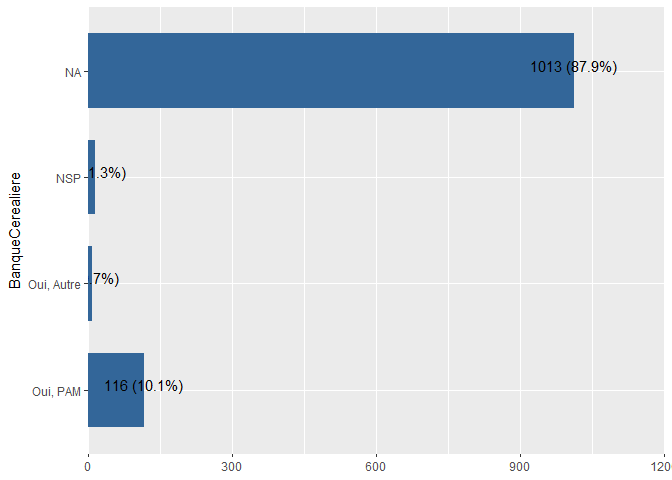 NA
1013 (87.9%)
NSP
1.3%)
Oui, Autre
7%)
Oui, PAM
116 (10.1%)
BanqueCerealiere
0
300
600
900
120